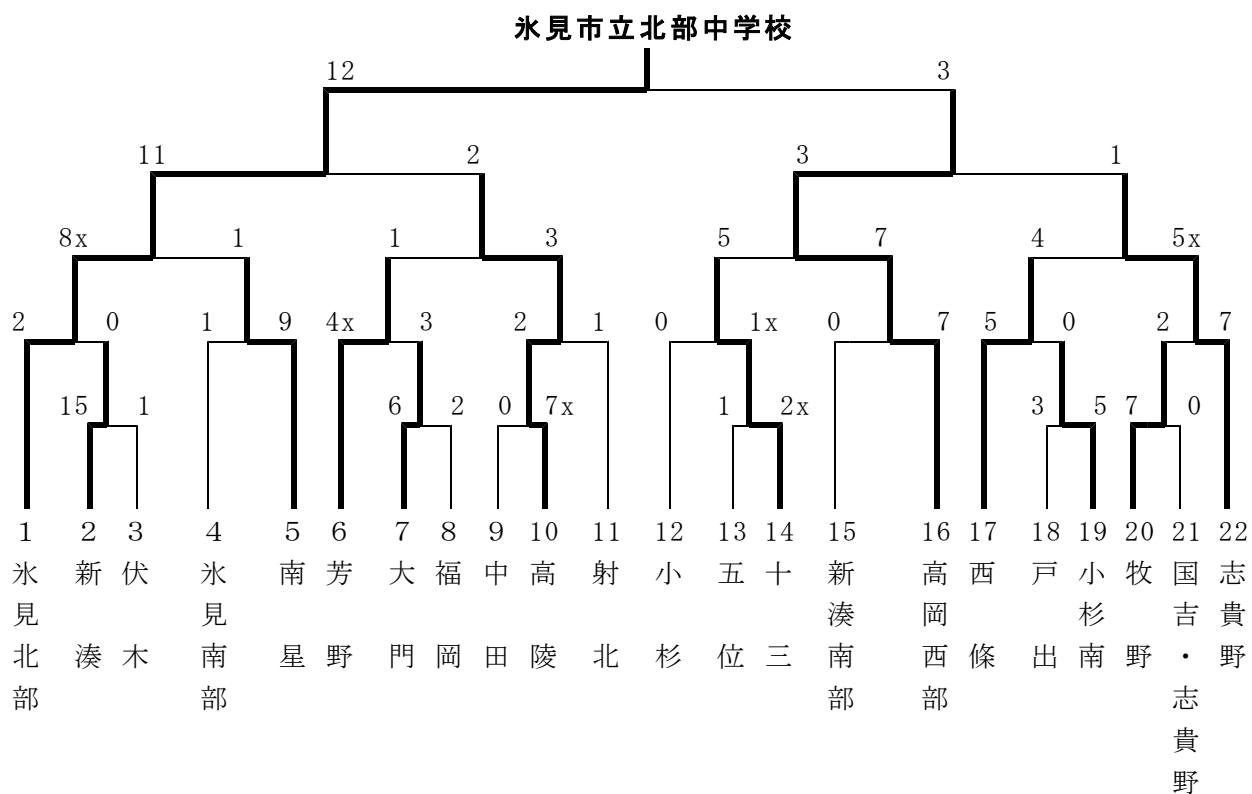 氷見市立北部中学校
12 3
11 2 3 1
8x 1 1 3 5 7 4 5x
2 0 1 9 4x 3 2 1 0 1x 0 7 5 0 2 7
15 1 6 2 0 7x 1 2x 3 5 7 0
1 2 3 4 5 6 7 8 9 10 11 12 13 14 15 16 17 18 19 20 21 22
氷見北部
新湊
伏木
氷見南部
南星
芳野
大門
福岡
中田
高陵
射北
小杉
五位
十三
新湊南部
高岡西部
西條
戸出
小杉南
牧野
国吉・志貴野
志貴野